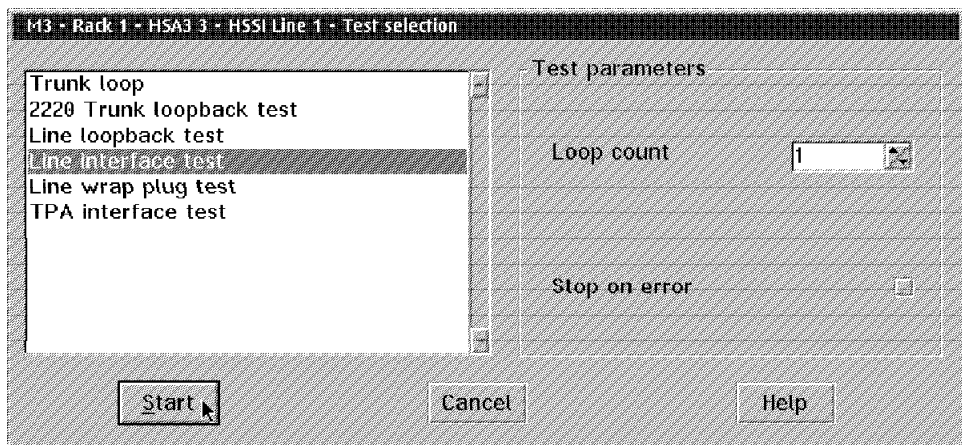 M3 - Rack 1 - HSA3 3 - HSSI Line 1 - Test selection
Trunk loop
2220 Trunk loopback test
Line loopback test
Line interface test
Line wrap plug test
TPA interface test
Test parameters
Loop count
1
Stop on error
Start
Cancel
Help